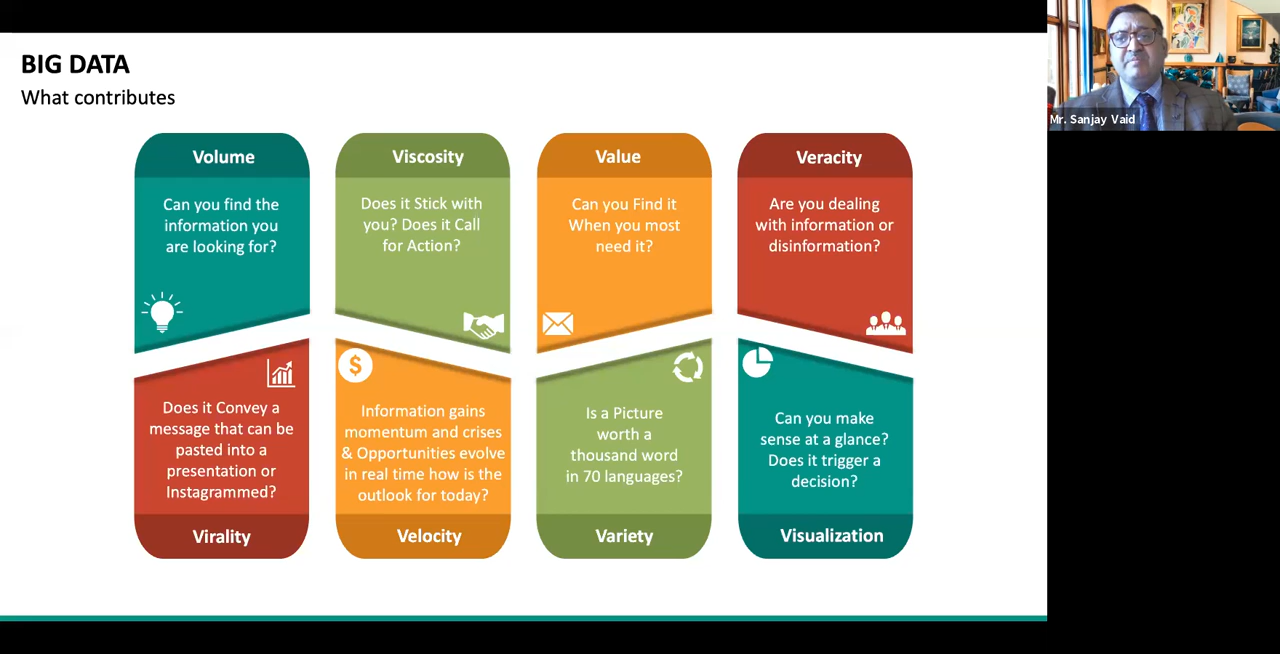 BIG DATA
What contributes
Mr. Sanjay Vaid
Volume
Can you find the
information you
are looking for?
Viscosity
Does it Stick with
you? Does it Call
for Action?
Value
Can you Find it
When you most
need it?
Veracity
Are you dealing
with information or
disinformation?
Does it Convey a
message that can be
pasted into a
presentation or
Instagrammed?
Virality
$
Information gains
momentum and crises
& Opportunities evolve
in real time how is the
outlook for today?
Velocity
Is a Picture
worth a
thousand word
in 70 languages?
Variety
Can you make
sense at a glance?
Does it trigger a
decision?
Visualization